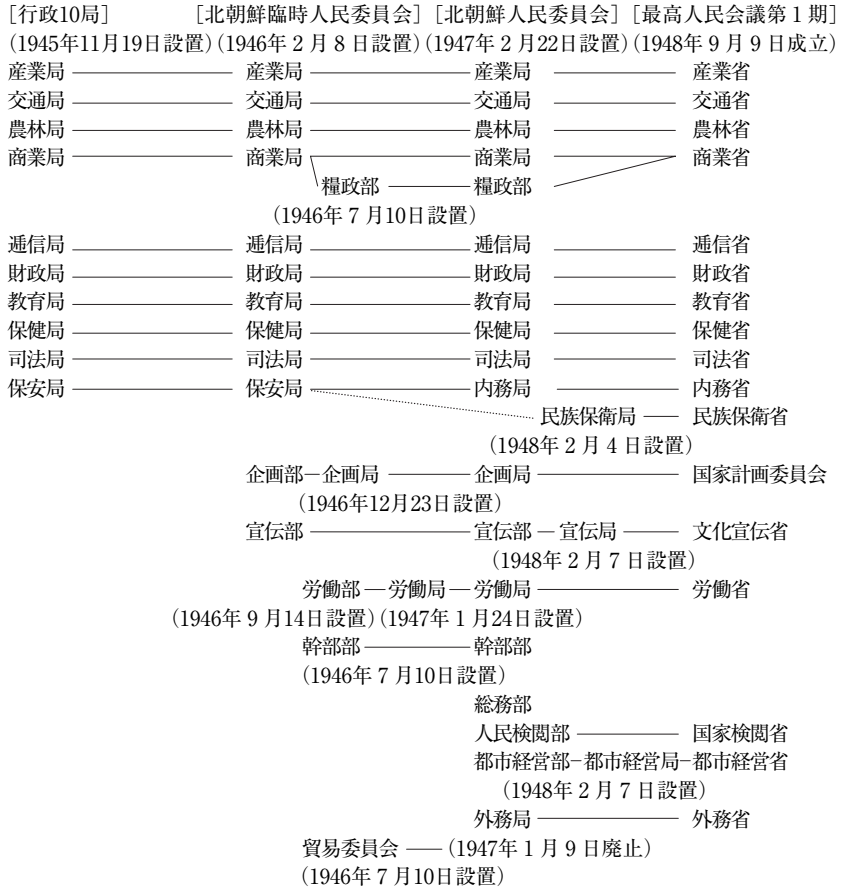 ［行政10局］ ［北朝鮮臨時人民委員会］ ［北朝鮮人民委員会］ ［最高人民会議第１期］
（1945年11月19日設置） （1946年２月８日設置） （1947年２月22日設置） （1948年９月９日成立）
産業局 産業局 産業局 産業省
交通局 交通局 交通局 交通省
農林局 農林局 農林局 農林省
商業局 商業局 商業局 商業省
糧政部 糧政部
（1946年７月10日設置）
逓信局 逓信局 逓信局 逓信省
財政局 財政局 財政局 財政省
教育局 教育局 教育局 教育省
保健局 保健局 保健局 保健省
司法局 司法局 司法局 司法省
保安局 保安局 内務局 内務省
民族保衛局 民族保衛省
（1948年２月４日設置）
企画部－企画局 企画局 国家計画委員会
（1946年12月23日設置）
宣伝部 宣伝部 － 宣伝局 文化宣伝省
（1948年２月７日設置）
労働部 － 労働局 － 労働局 労働省
（1946年９月14日設置） （1947年１月24日設置）
幹部部 幹部部
（1946年７月10日設置）
総務部
人民検閲部 国家検閲省
都市経営部－都市経営局－都市経営省
（1948年２月７日設置）
外務局 外務省
貿易委員会 （1947年１月９日廃止）
（1946年７月10日設置）